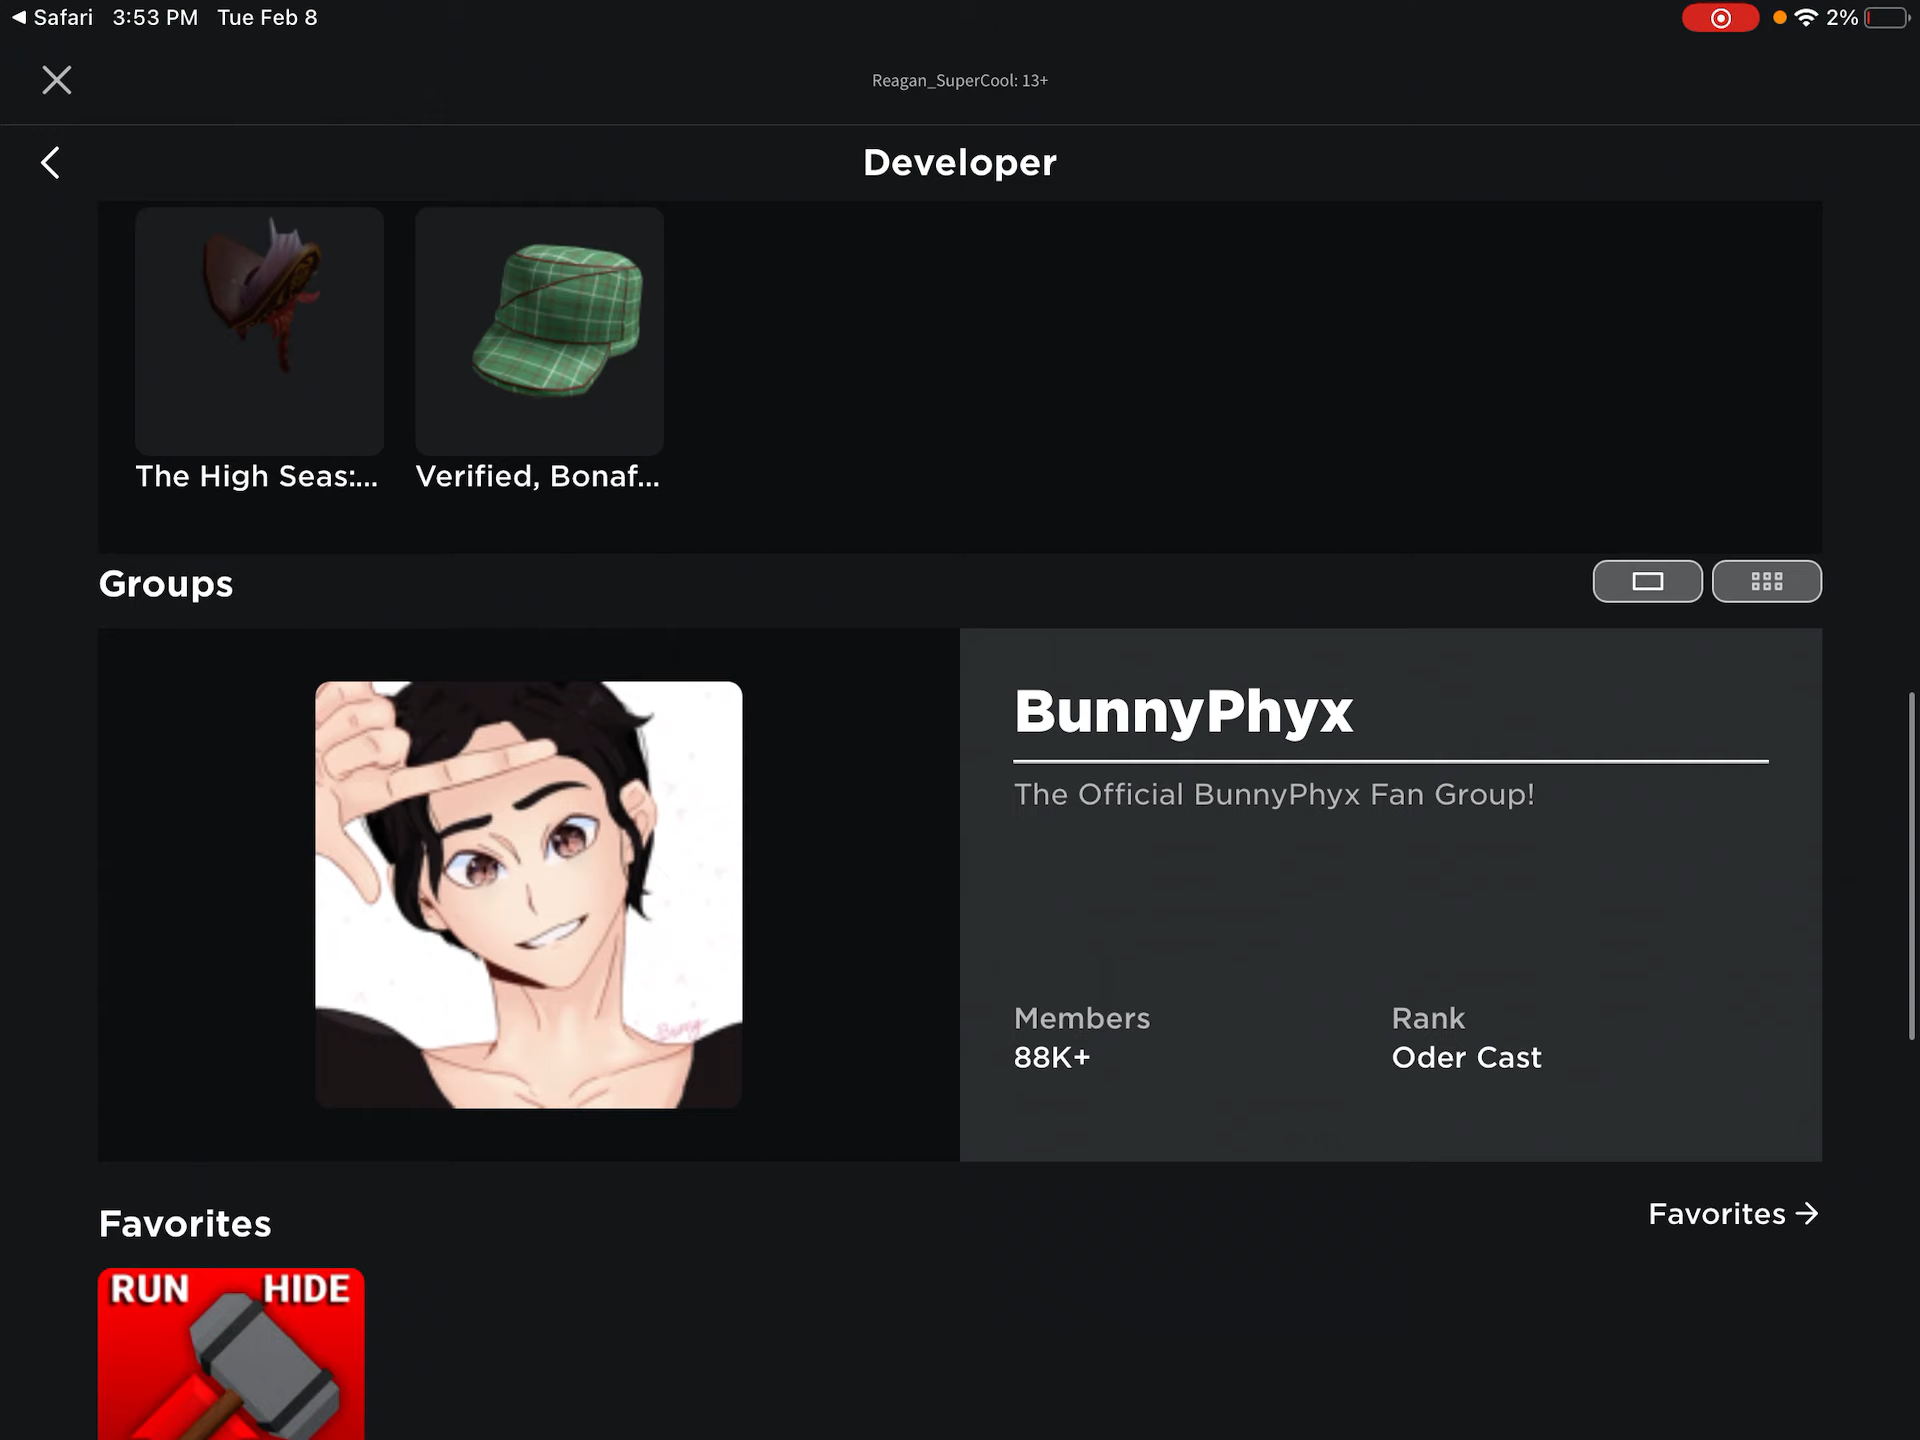 Safari 3:53 PM Tue Feb 8
2%
Reagan_SuperCool: 13+
Developer
The High Seas:...
Verified, Bonaf...
Groups
BunnyPhyx
The Official BunnyPhyx Fan Group!
Members
Rank
88K+
Oder Cast
Favorites
Favorites →
RUN HIDE